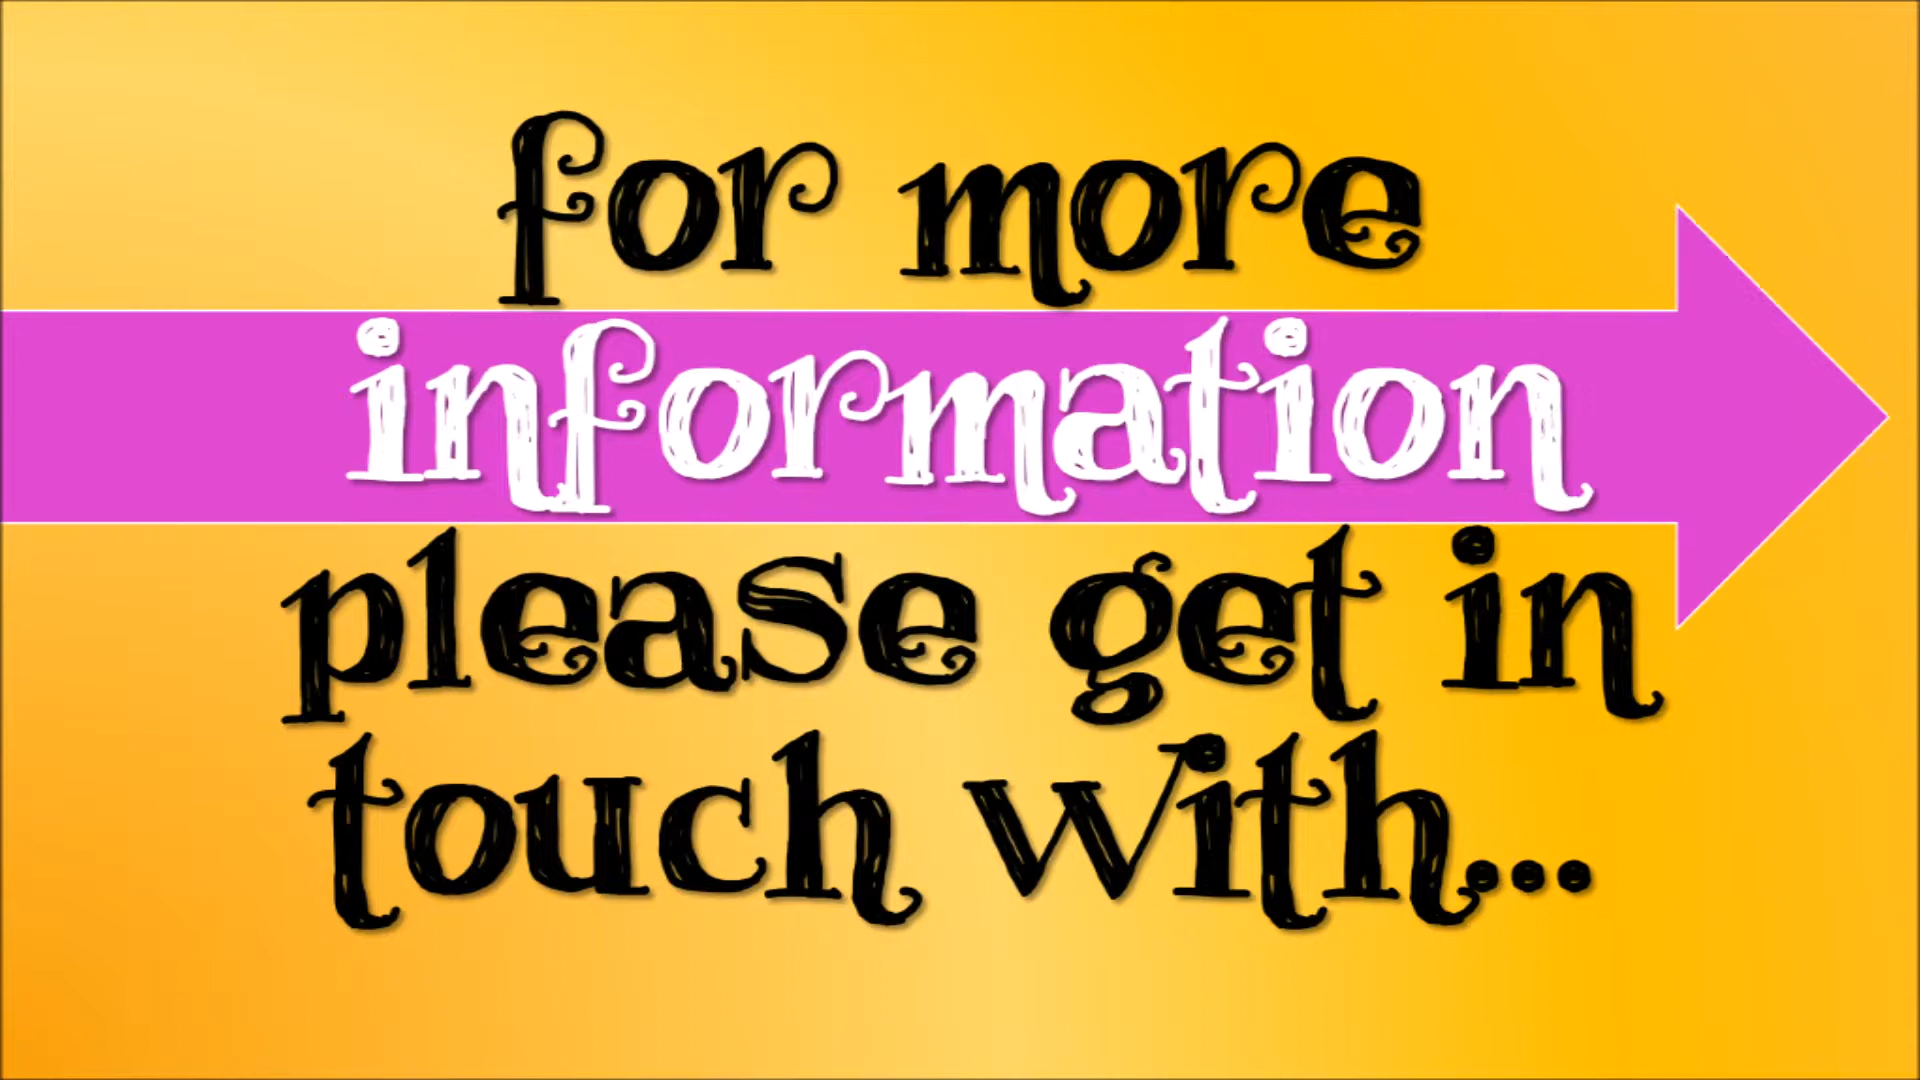 for more
information
please get in
touch with...